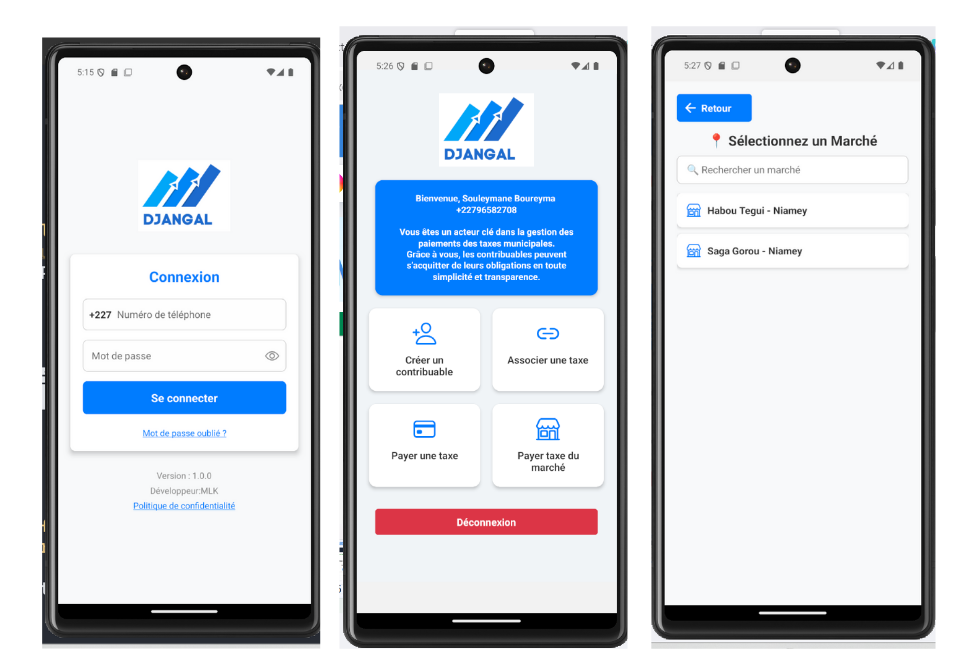 5:15
DJANGAL
Connexion
+227 Numéro de téléphone
Mot de passe
Se connecter
Mot de passe oublié ?
Version : 1.0.0
Développeur:MLK
Politique de confidentialité
5:26
DJANGAL
Bienvenue, Souleymane Boureyma
+22796582708
Vous êtes un acteur clé dans la gestion des
paiements des taxes municipales.
Grâce à vous, les contribuables peuvent
s'acquitter de leurs obligations en toute
simplicité et transparence.
Créer un
contribuable
Associer une taxe
Payer une taxe
Payer taxe du
marché
Déconnexion
5:27
Retour
Sélectionnez un Marché
Rechercher un marché
Habou Tegui - Niamey
Saga Gorou - Niamey